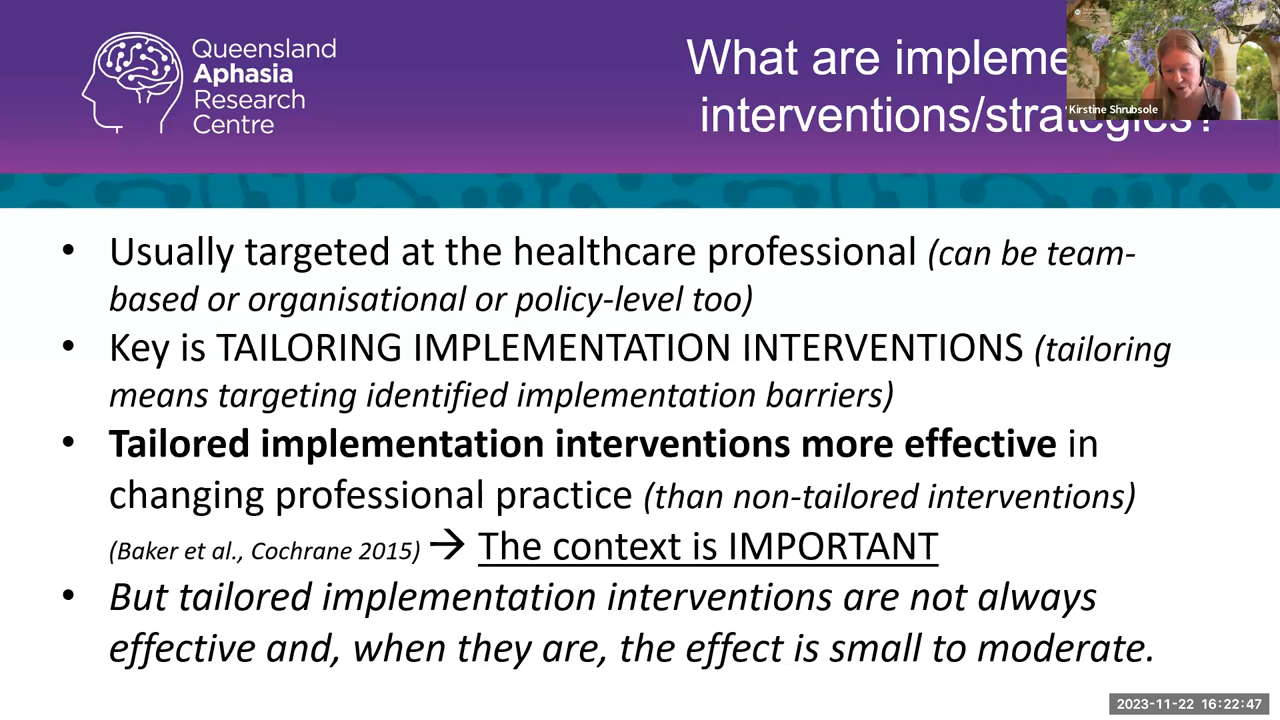 Queensland
Aphasia
Research
Centre
What are impleme
interventions/strategies?
Kirstine Shrubsole
• Usually targeted at the healthcare professional (can be team-
based or organisational or policy-level too)
• Key is TAILORING IMPLEMENTATION INTERVENTIONS (tailoring
means targeting identified implementation barriers)
• Tailored implementation interventions more effective in
changing professional practice (than non-tailored interventions)
(Baker et al., Cochrane 2015) → The context is IMPORTANT
• But tailored implementation interventions are not always
effective and, when they are, the effect is small to moderate.
2023-11-22 16:22:47